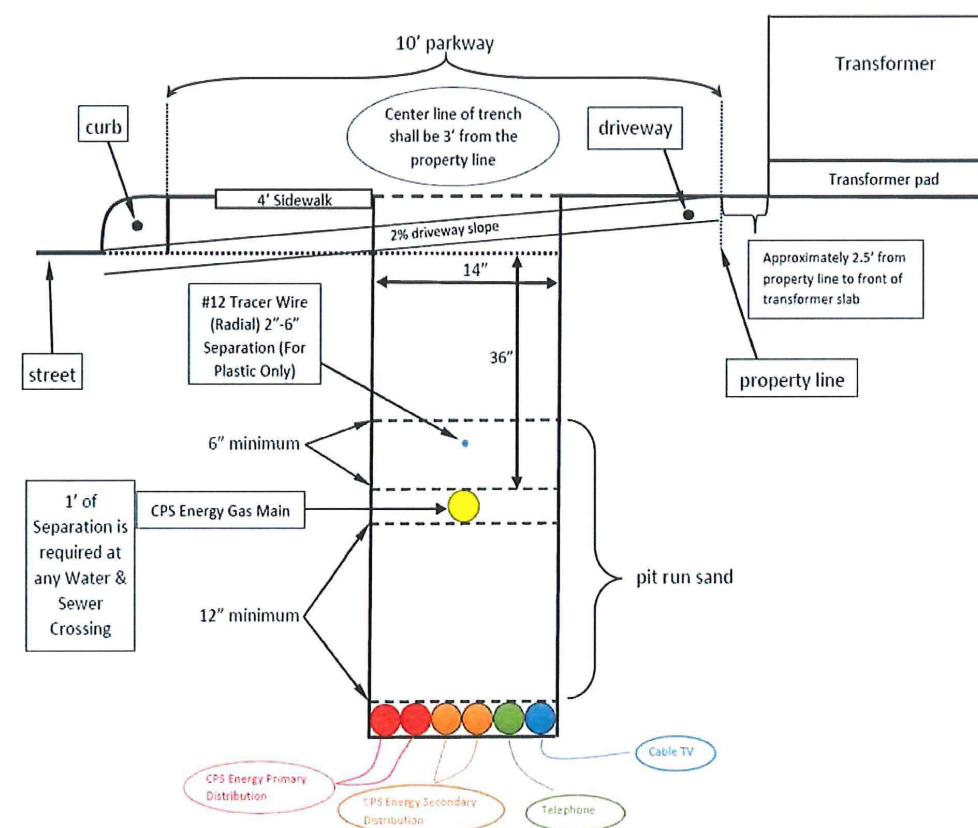 10’ parkway
Transformer
Center line of trench
shall be 3’ from the
property line
curb
driveway
Transformer pad
4’ Sidewalk
2% driveway slope
14”
Approximately 2.5’ from
property line to front of
transformer slab
#12 Tracer Wire
(Radial) 2”-6”
Separation (For
Plastic Only)
36”
street
property line
6” minimum
1’ of
Separation is
required at
any Water &
Sewer
Crossing
CPS Energy Gas Main
pit run sand
12” minimum
Cable TV
CPS Energy Primary
Distribution
CPS Energy Secondary
Distribution
Telephone